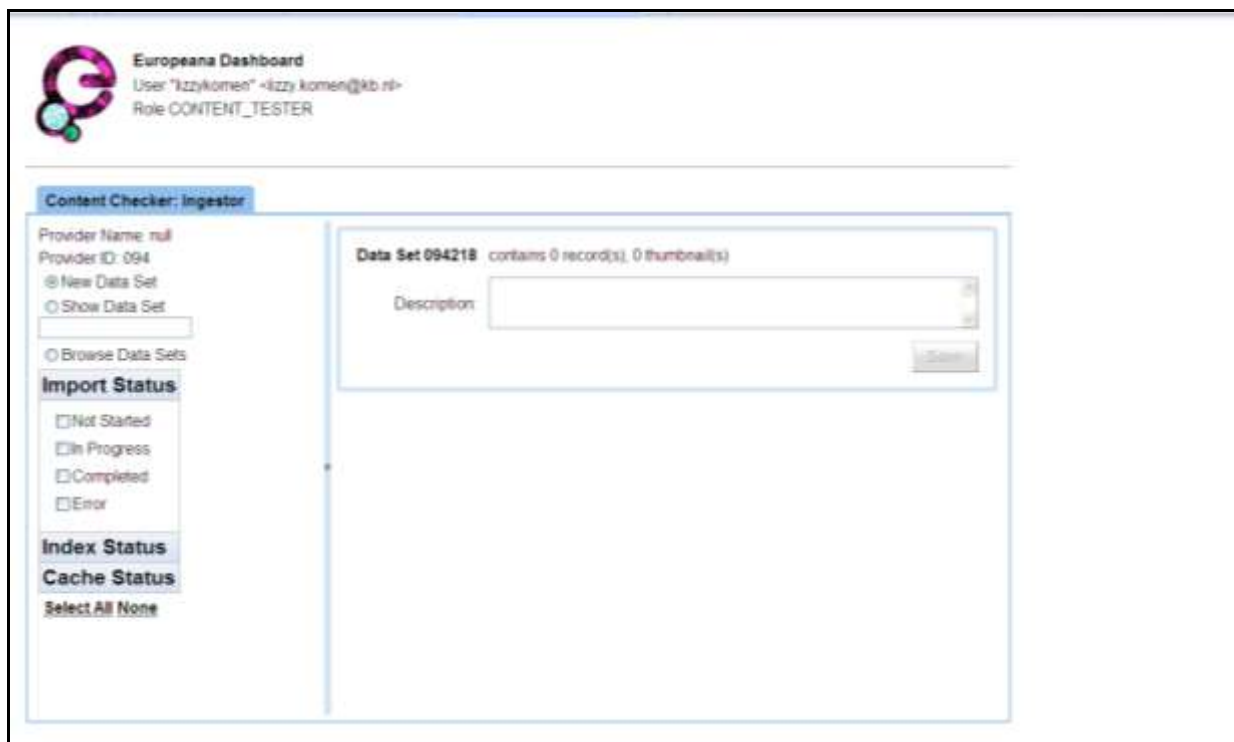 Europeana Dashboard
User "lizzykomen" <lizzy.komen@kb.nl>
Role CONTENT_TESTER
Content Checker: Ingestor
Provider Name: null
Provider ID: 094
New Data Set
Show Data Set
Browse Data Sets
Import Status
Not Started
In Progress
Completed
Error
Index Status
Cache Status
Select All None
Data Set 094218 contains 0 record(s), 0 thumbnail(s)
Description:
Save